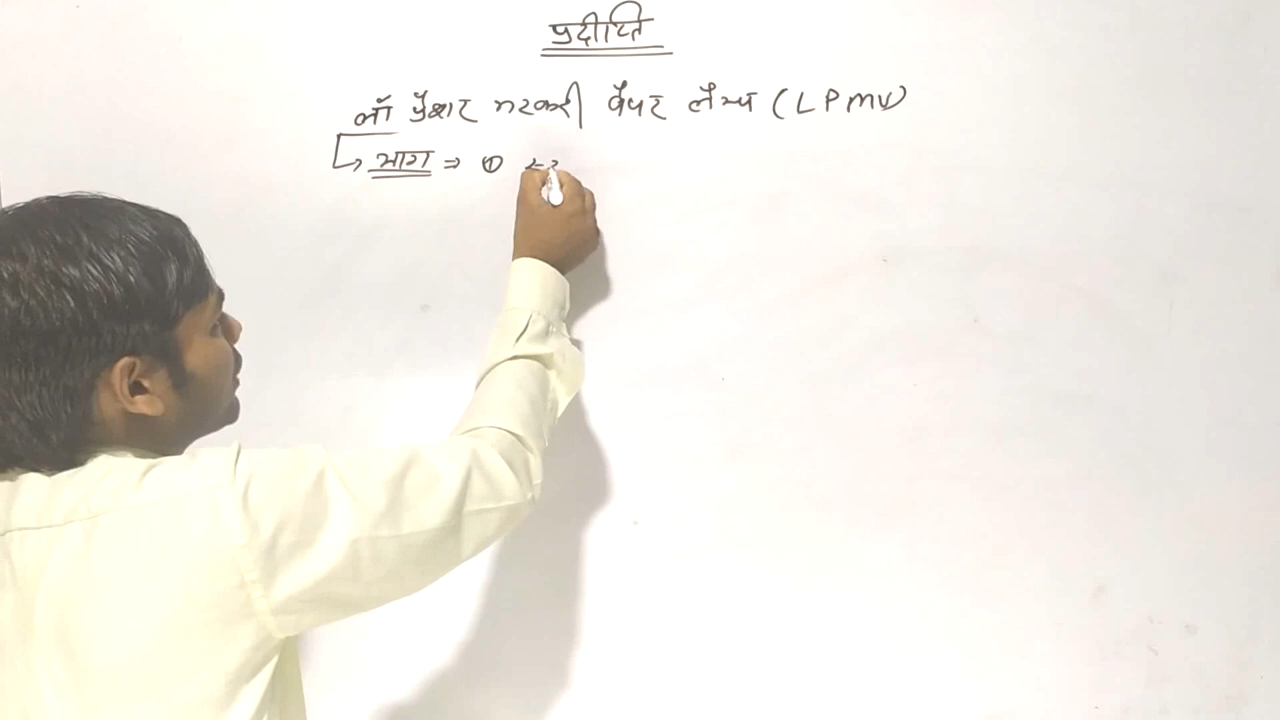 प्रदीप्ति
लॉ प्रेशर मरकरी वेपर लैम्प (LPMV)
भाग ⇒ ①